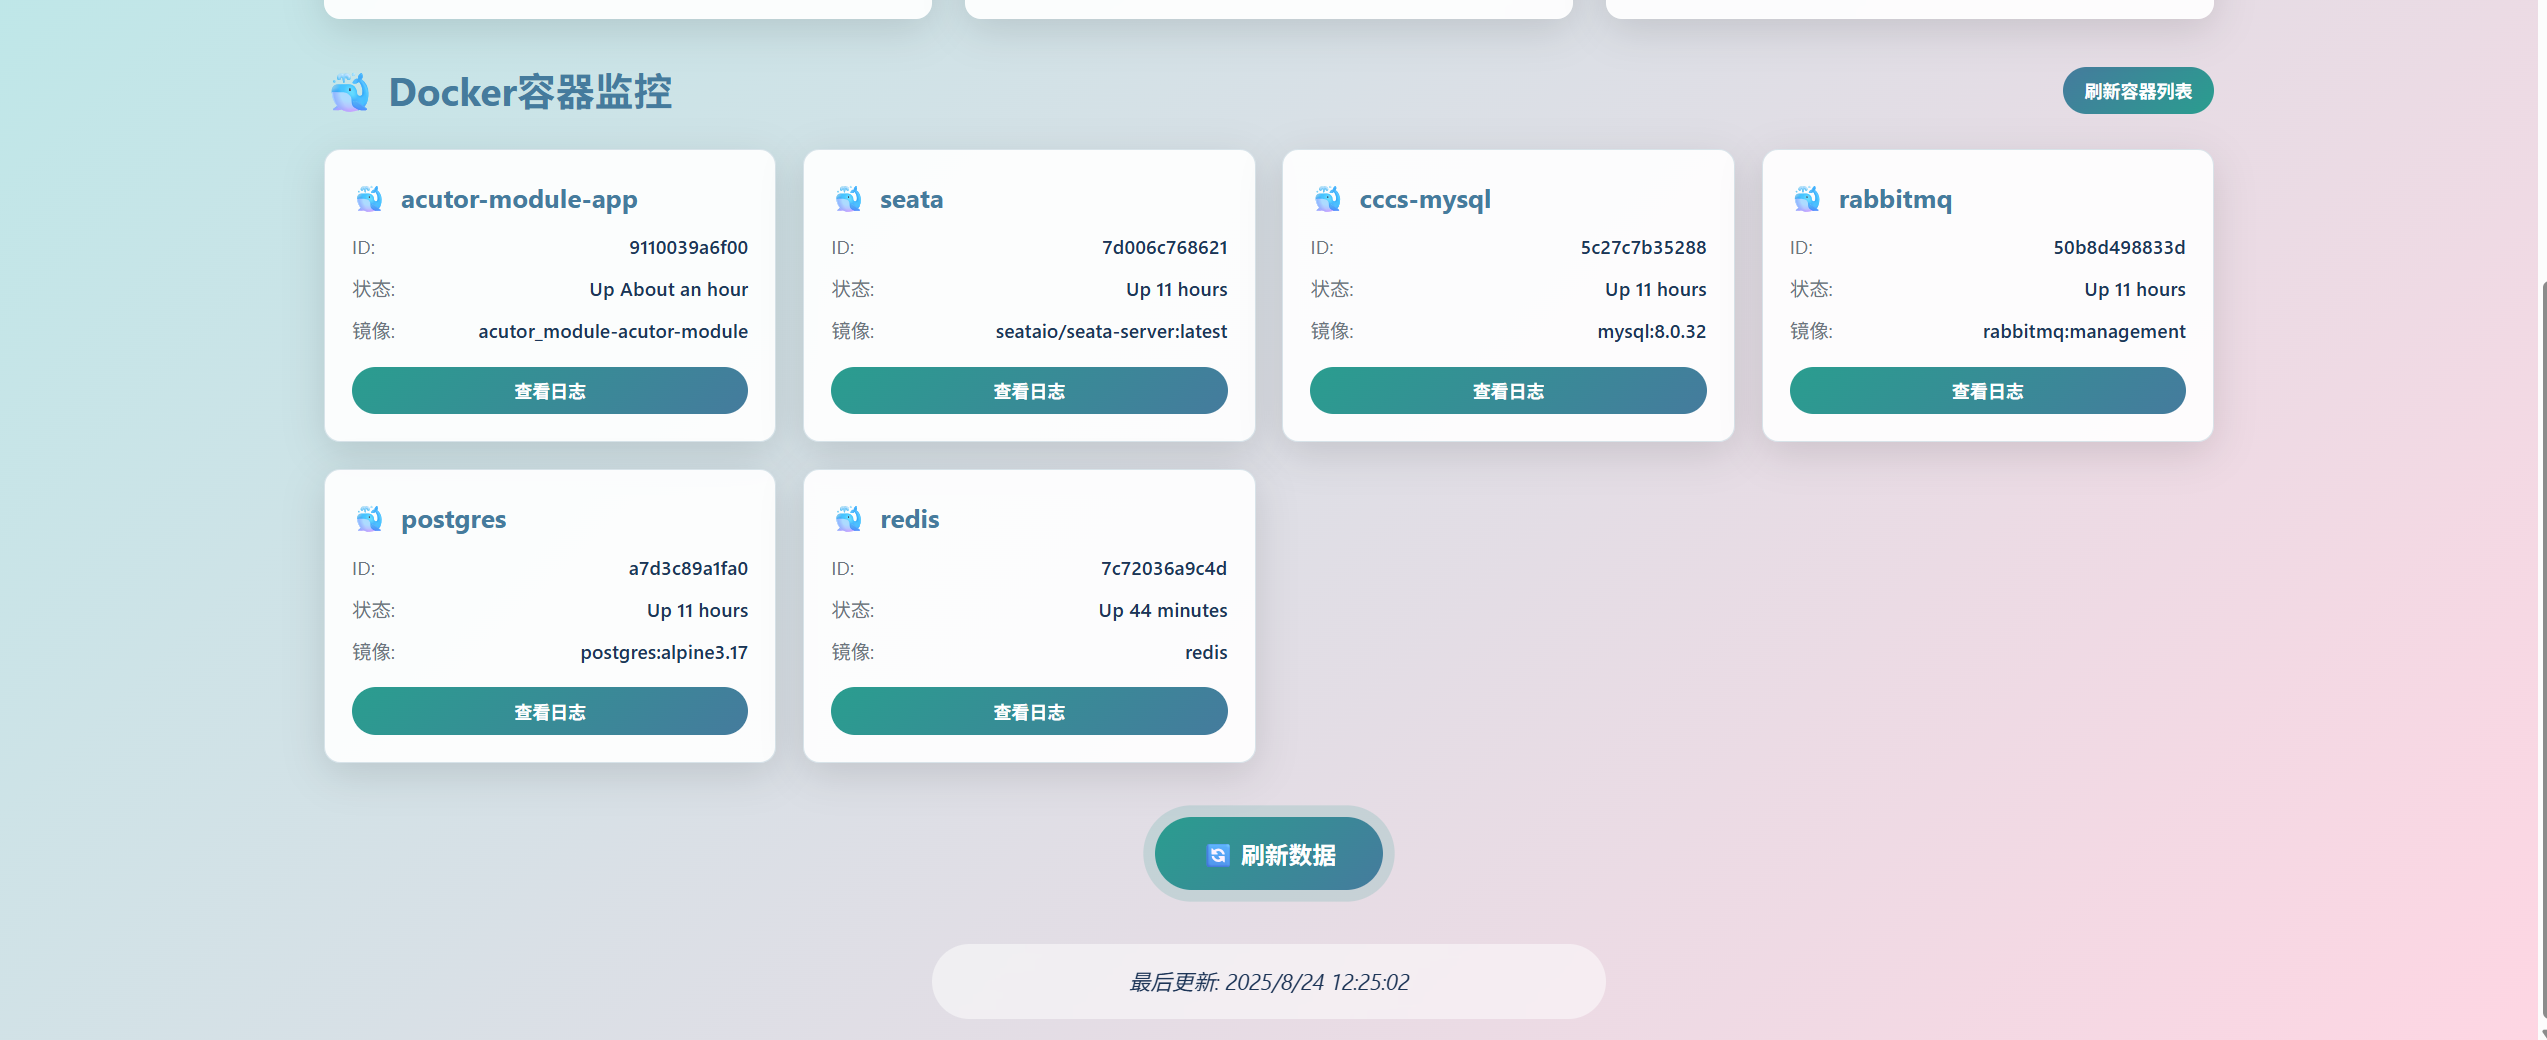 Docker容器监控
刷新容器列表
acutor-module-app
ID: 9110039a6f00
状态: Up About an hour
镜像: acutor_module-acutor-module
查看日志
seata
ID: 7d006c768621
状态: Up 11 hours
镜像: seataio/seata-server:latest
查看日志
cccs-mysql
ID: 5c27c7b35288
状态: Up 11 hours
镜像: mysql:8.0.32
查看日志
rabbitmq
ID: 50b8d498833d
状态: Up 11 hours
镜像: rabbitmq:management
查看日志
postgres
ID: a7d3c89a1fa0
状态: Up 11 hours
镜像: postgres:alpine3.17
查看日志
redis
ID: 7c72036a9c4d
状态: Up 44 minutes
镜像: redis
查看日志
刷新数据
最后更新: 2025/8/24 12:25:02